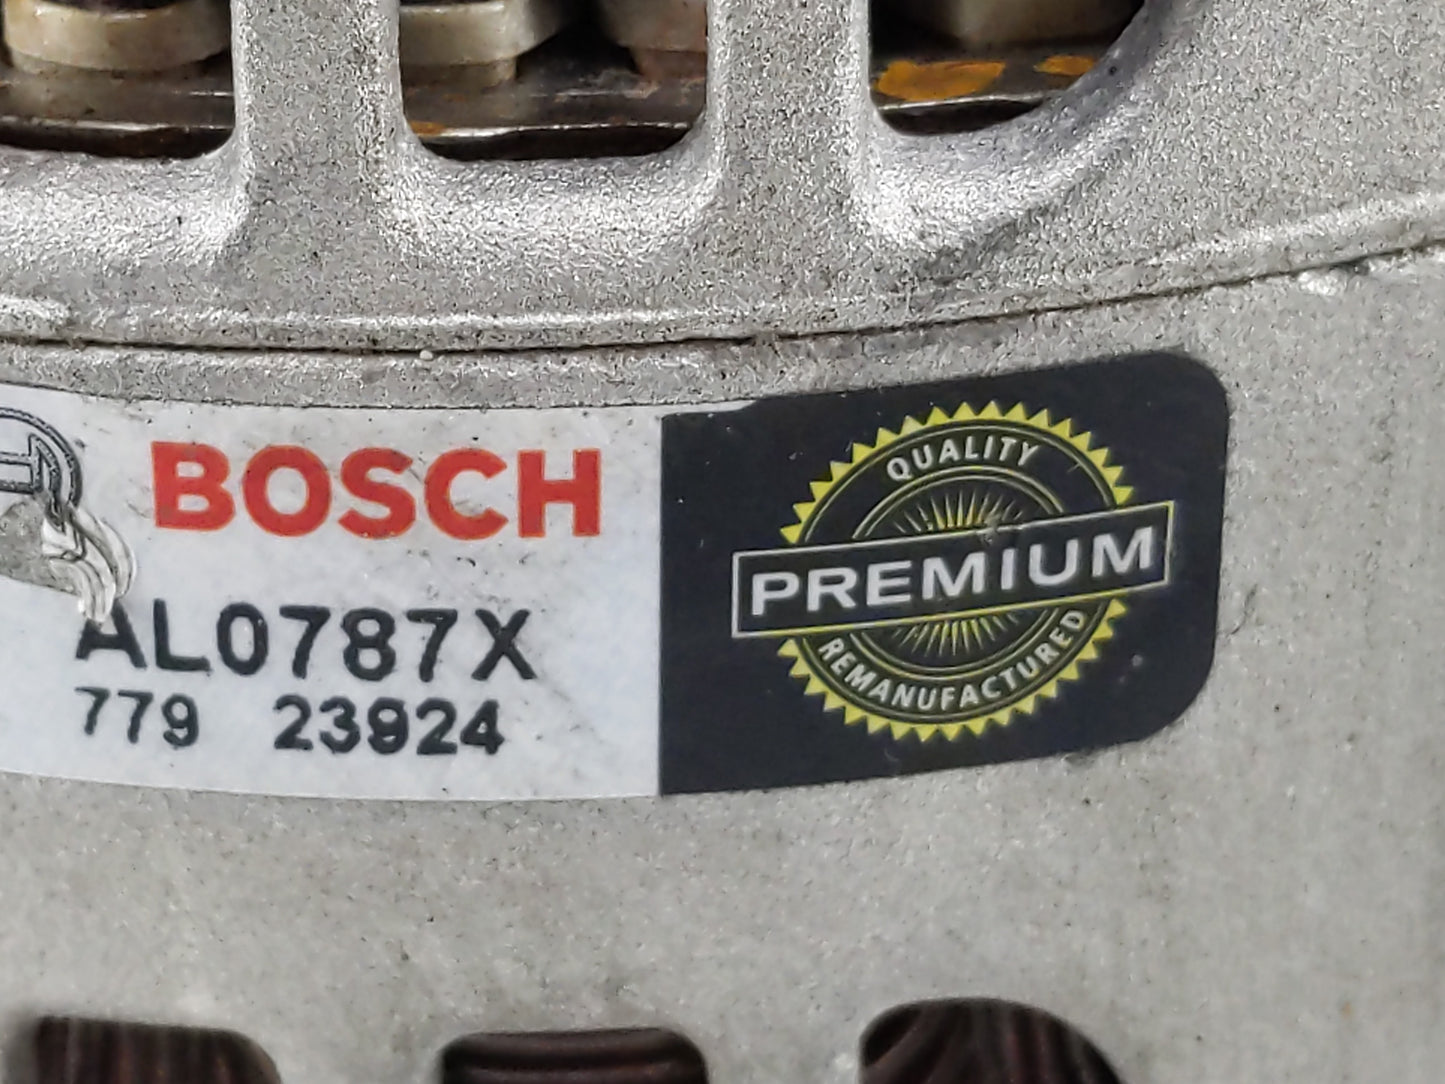 BOSCH
AL0787X
779 23924
QUALITY
PREMIUM
REMANUFACTURED